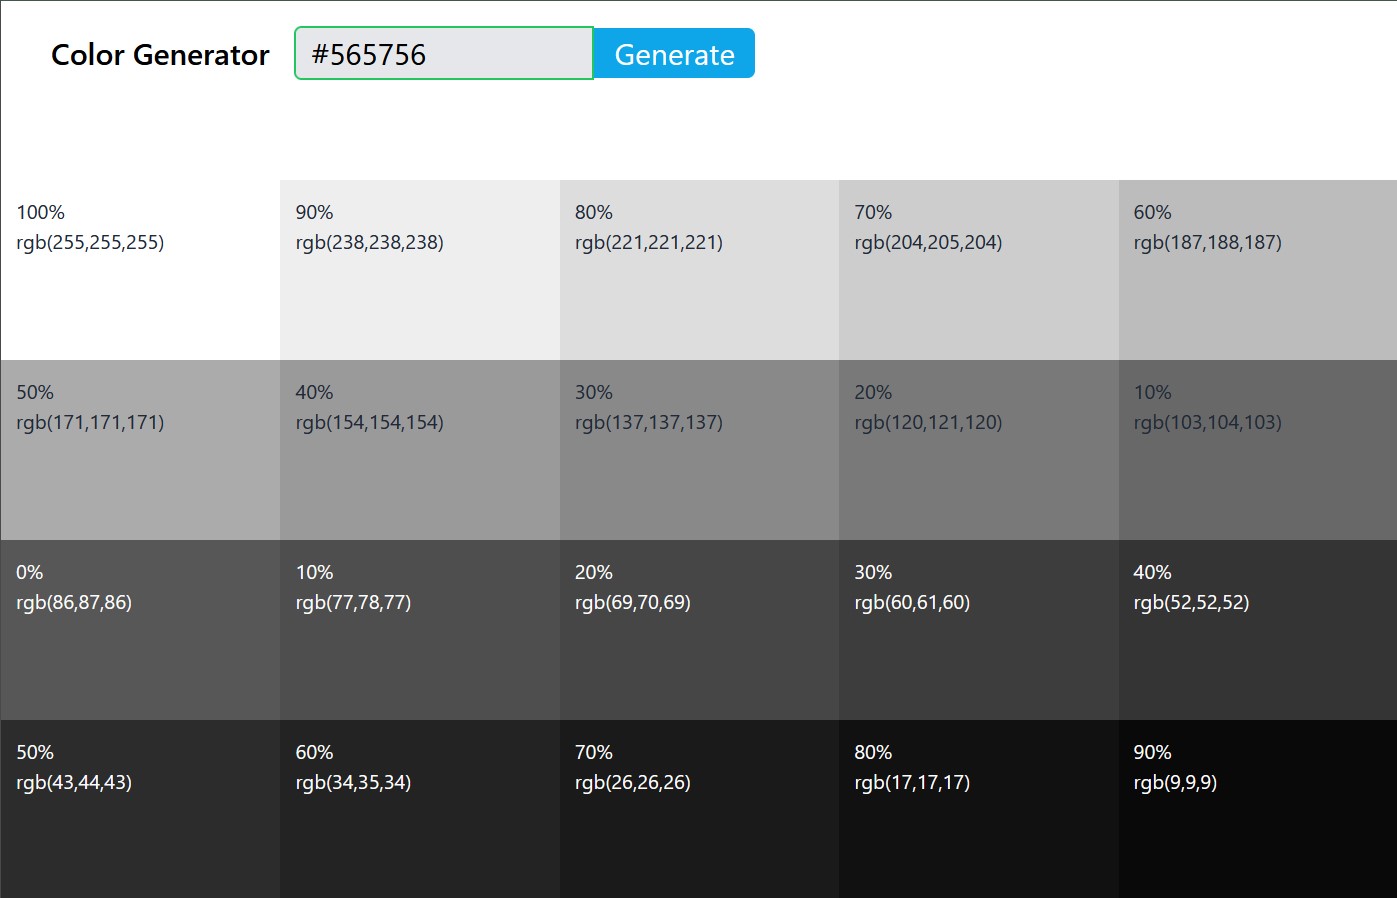 Color Generator #565756 Generate
100% 90% 80% 70% 60%
rgb(255,255,255) rgb(238,238,238) rgb(221,221,221) rgb(204,205,204) rgb(187,188,187)
50% 40% 30% 20% 10%
rgb(171,171,171) rgb(154,154,154) rgb(137,137,137) rgb(120,121,120) rgb(103,104,103)
0% 10% 20% 30% 40%
rgb(86,87,86) rgb(77,78,77) rgb(69,70,69) rgb(60,61,60) rgb(52,52,52)
50% 60% 70% 80% 90%
rgb(43,44,43) rgb(34,35,34) rgb(26,26,26) rgb(17,17,17) rgb(9,9,9)